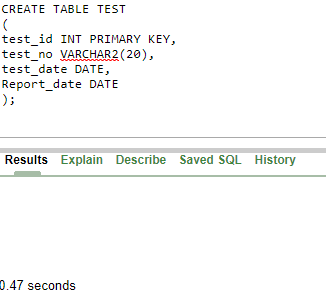 CREATE TABLE TEST
(
test_id INT PRIMARY KEY,
test_no VARCHAR2(20),
test_date DATE,
Report_date DATE
);
Results Explain Describe Saved SQL History
0.47 seconds